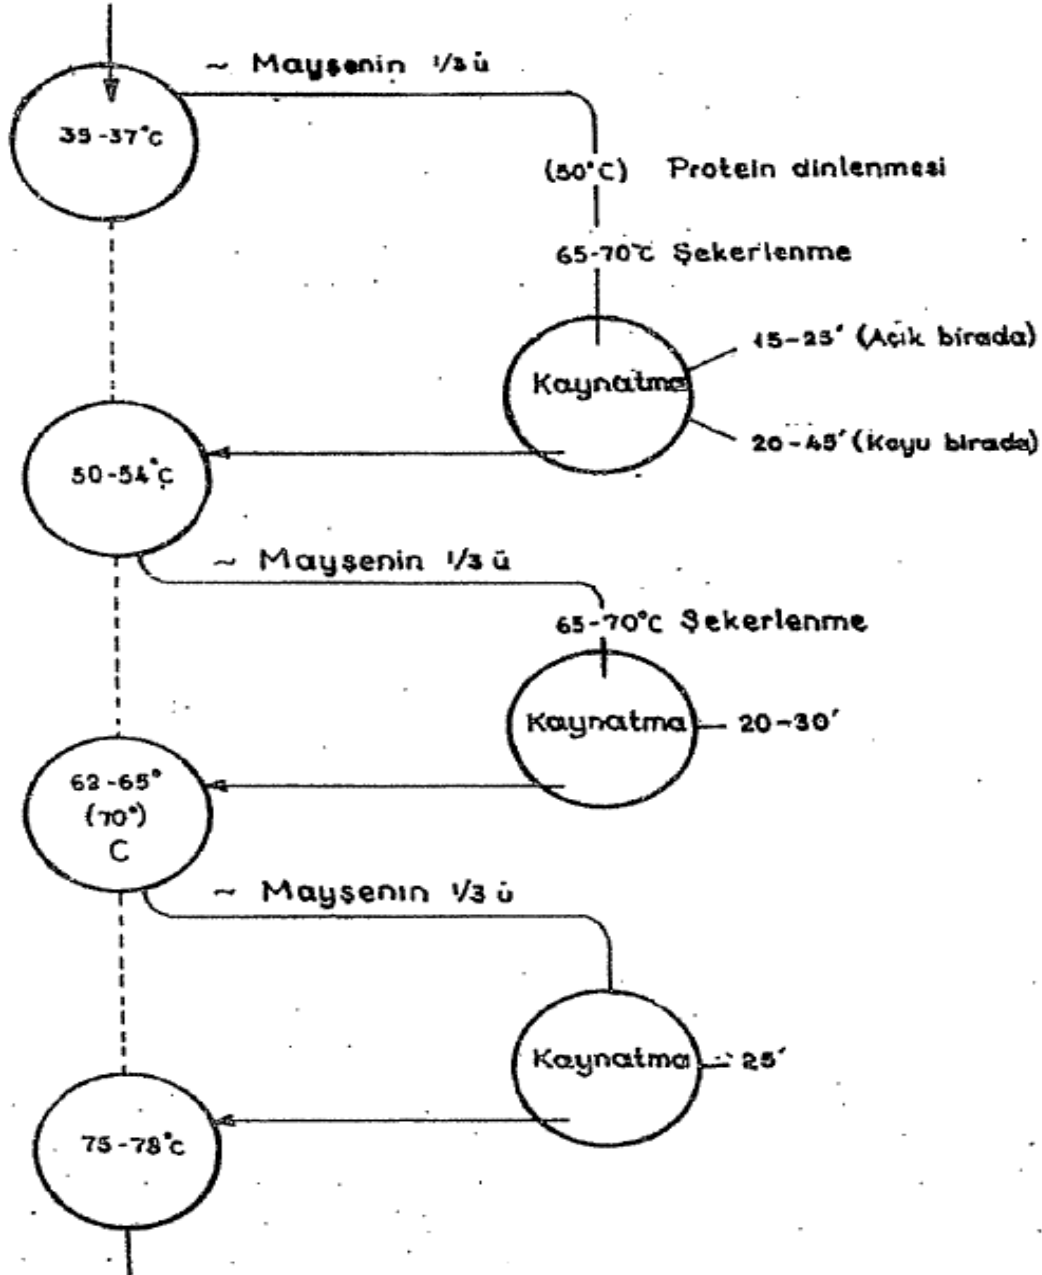 ~ Mayşenin 1/3 ü
35-37°C
(50°C) Protein dinlenmesi
65-70°C Şekerlenme
15-25′ (Açık birada)
Kaynatma
20-45′ (Koyu birada)
50-54°C
~ Mayşenin 1/3 ü
65-70°C Şekerlenme
Kaynatma 20-30′
62-65°
(70°)
C
~ Mayşenin 1/3 ü
Kaynatma 25′
75-78°C